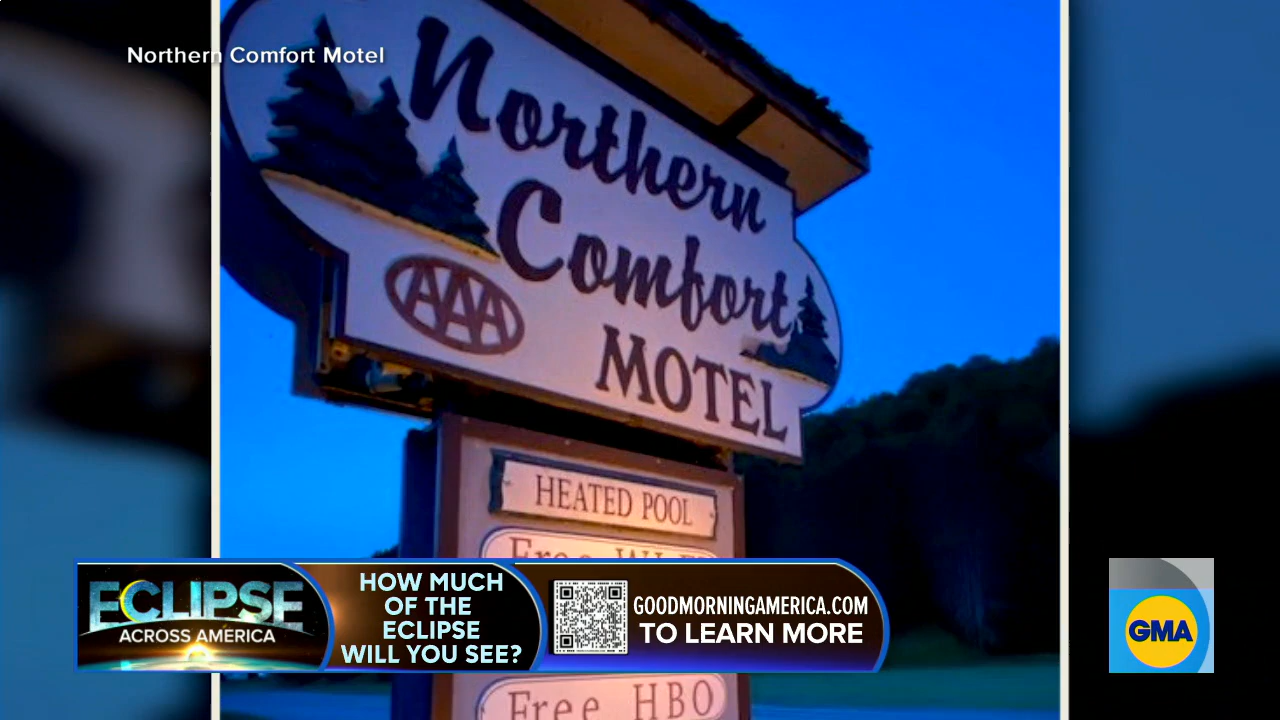 Northern Comfort Motel
Northern
Comfort
AAA
MOTEL
HEATED POOL
Free
ECLIPSE
ACROSS AMERICA
HOW MUCH
OF THE
ECLIPSE
WILL YOU SEE?
GOODMORNINGAMERICA.COM
TO LEARN MORE
GMA
Free HBO